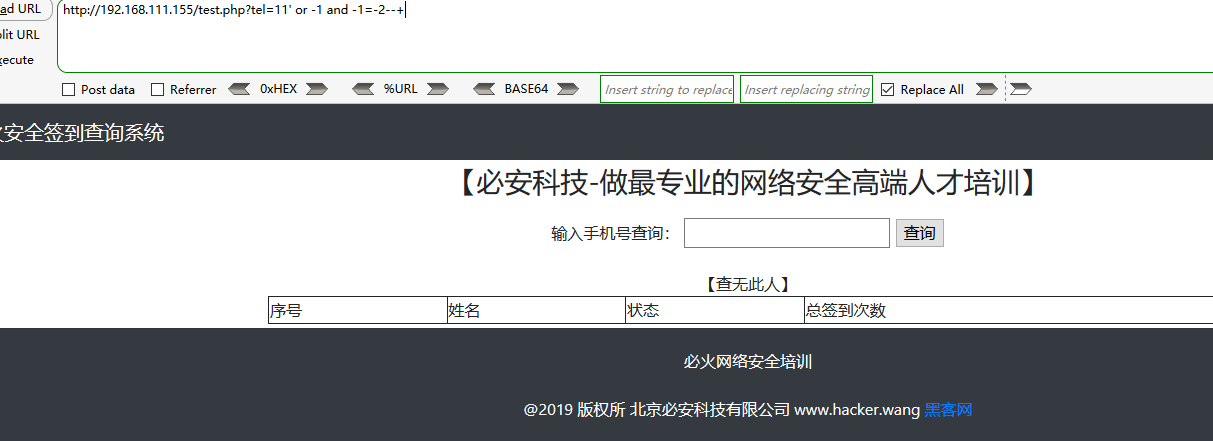 ad URL
http://192.168.111.155/test.php?tel=11' or -1 and -1=-2--+
lit URL
ecute
Post data Referrer 0xHEX %URL BASE64 Insert string to replace Insert replacing string Replace All
火安全签到查询系统
【必安科技-做最专业的网络安全高端人才培训】
输入手机号查询： 查询
【查无此人】
序号 姓名 状态 总签到次数
必火网络安全培训
@2019 版权所 北京必安科技有限公司 www.hacker.wang 黑客网